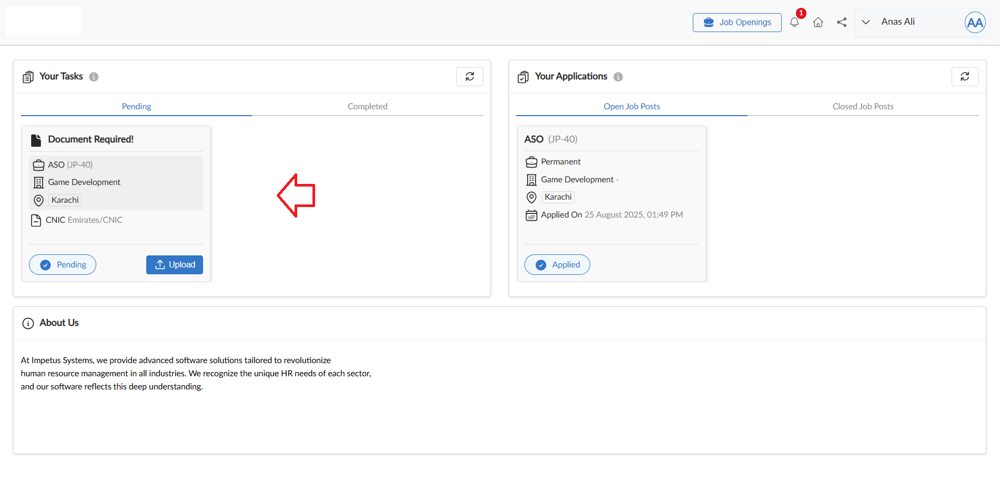 Job Openings
1
Anas Ali
AA
Your Tasks
Pending
Completed
Document Required!
ASO (JP-40)
Game Development
Karachi
CNIC Emirates/CNIC
Pending
Upload
Your Applications
Open Job Posts
Closed Job Posts
ASO (JP-40)
Permanent
Game Development -
Karachi
Applied On 25 August 2025, 01:49 PM
Applied
About Us
At Impetus Systems, we provide advanced software solutions tailored to revolutionize
human resource management in all industries. We recognize the unique HR needs of each sector,
and our software reflects this deep understanding.